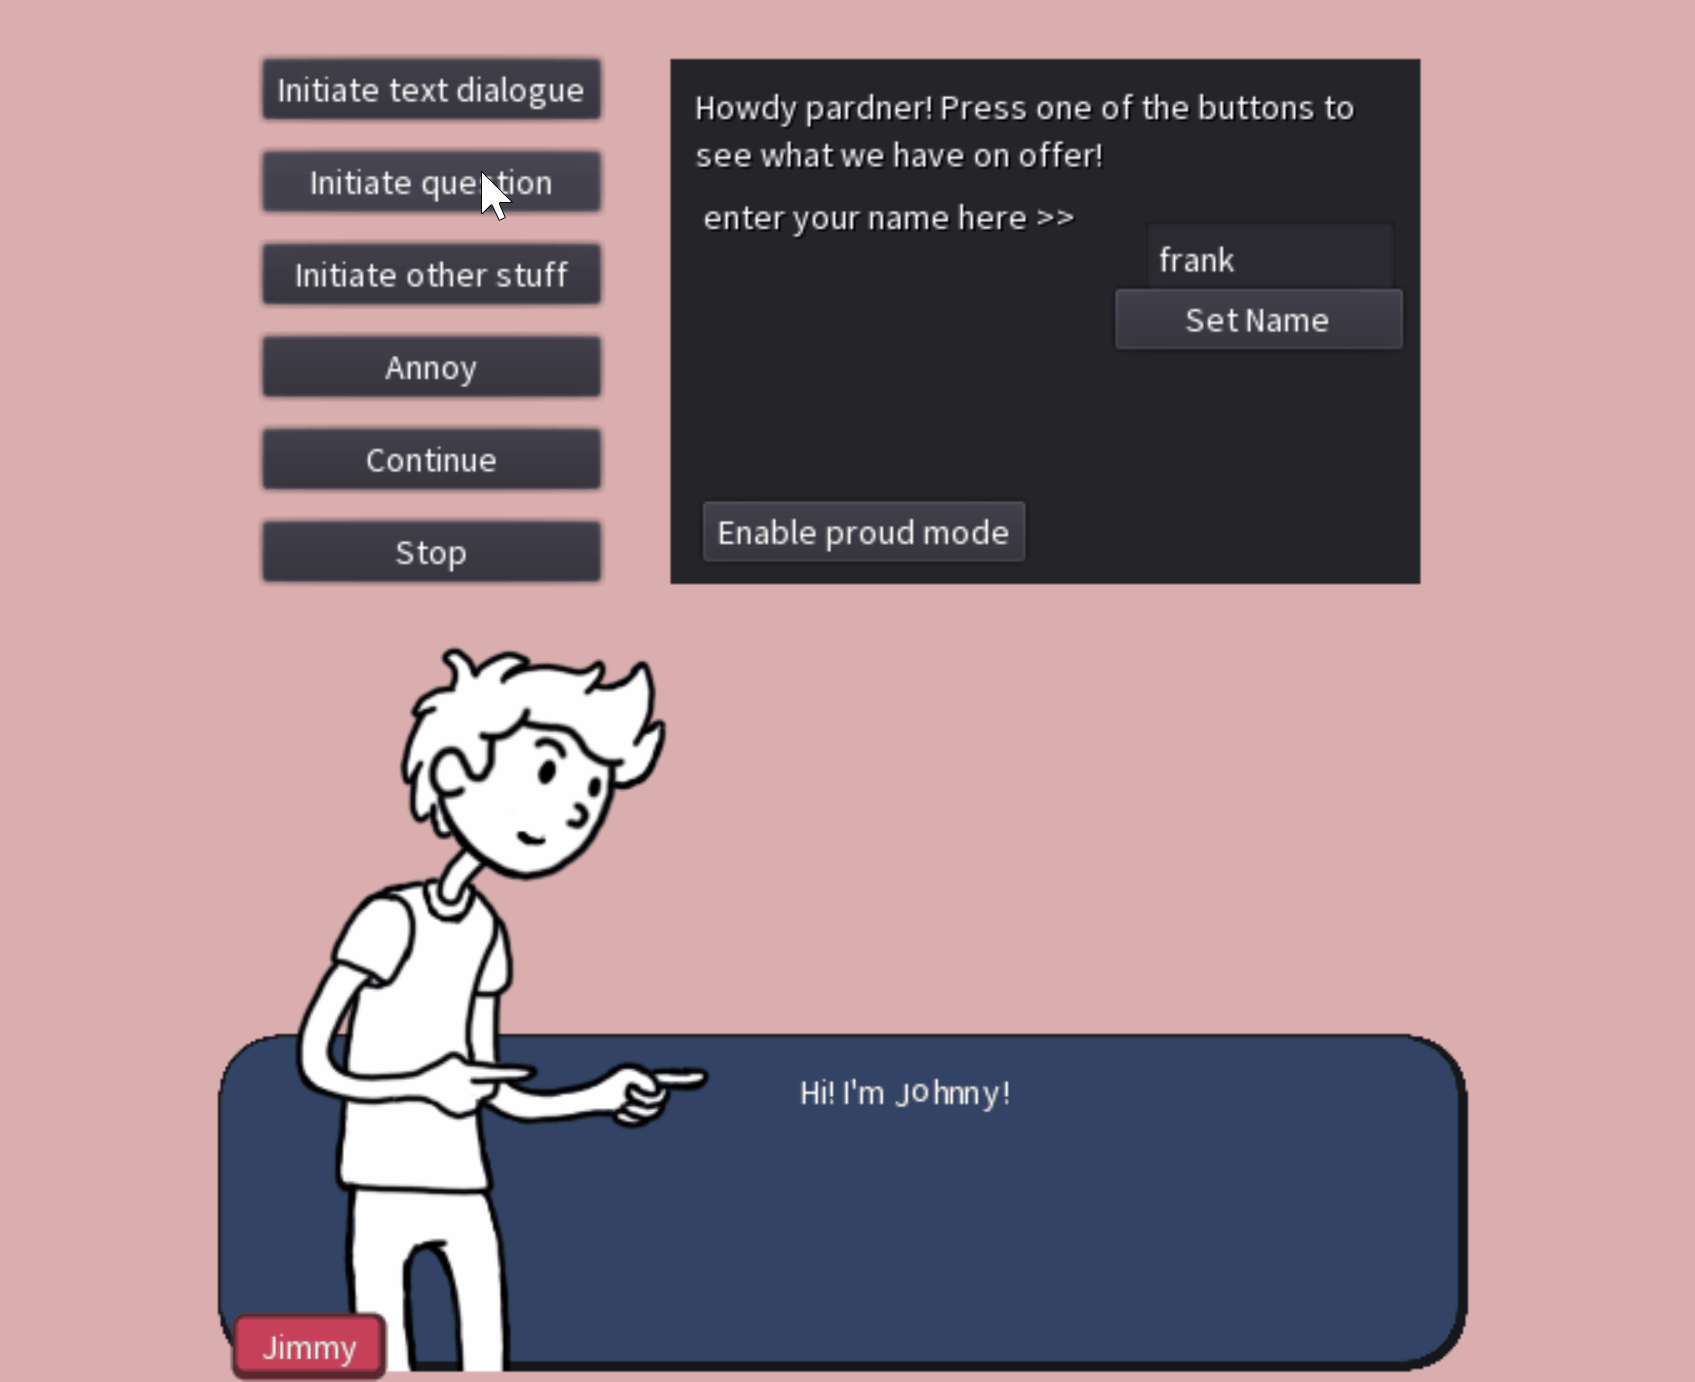 Initiate text dialogue
Initiate question
Initiate other stuff
Annoy
Continue
Stop
Howdy pardner! Press one of the buttons to
see what we have on offer!
enter your name here >>
frank
Set Name
Enable proud mode
Hi! I'm Johnny!
Jimmy